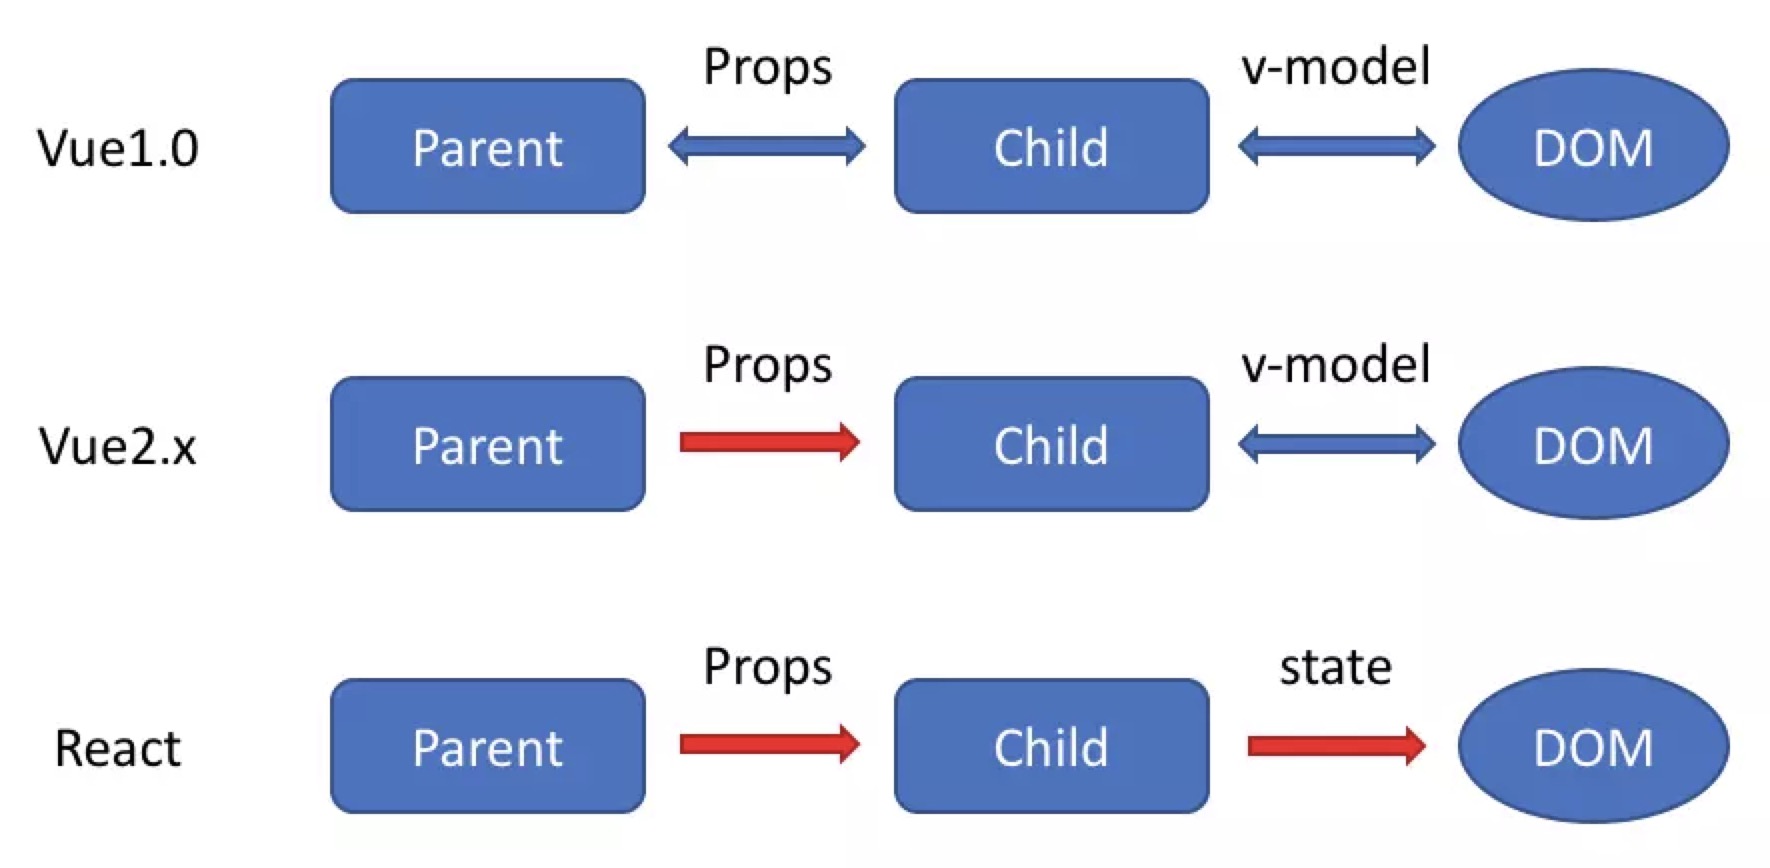 Props
v-model
Vue1.0
Parent
Child
DOM
Props
v-model
Vue2.x
Parent
Child
DOM
Props
state
React
Parent
Child
DOM